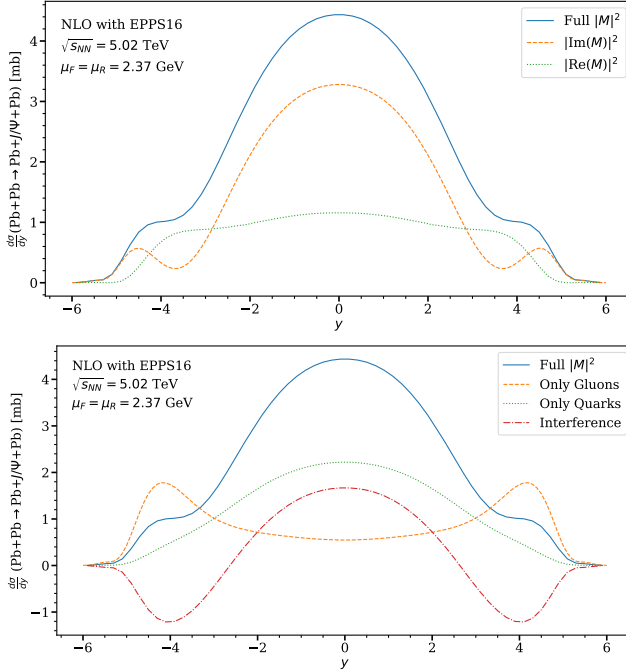 NLO with EPPS16
√s_NN = 5.02 TeV
μ_F = μ_R = 2.37 GeV
Full |M|²
|Im(M)|²
|Re(M)|²
dσ/dy (Pb+Pb → Pb+J/Ψ+Pb) [mb]
4
2
1
0
−6
−4
−2
0
2
4
6
y
NLO with EPPS16
√s_NN = 5.02 TeV
μ_F = μ_R = 2.37 GeV
Full |M|²
Only Gluons
Only Quarks
Interference
dσ/dy (Pb+Pb → Pb+J/Ψ+Pb) [mb]
4
2
1
0
−1
−6
−4
−2
0
2
4
6
y